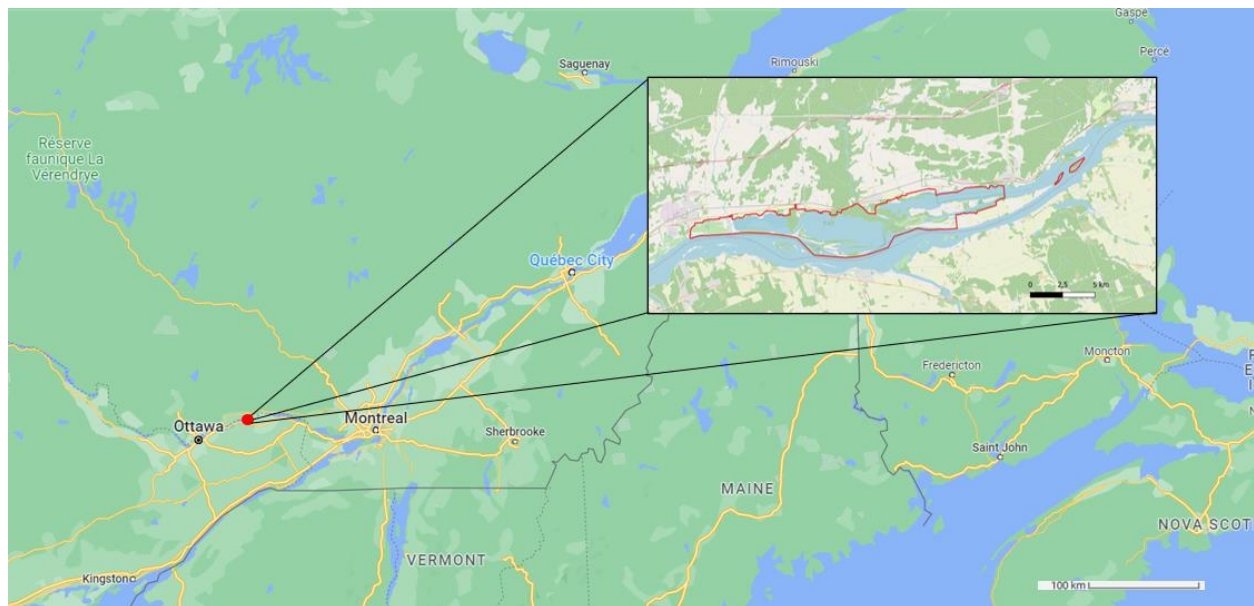 Gaspé
Saguenay
Rimouski
Percé
Réserve
faunique La
Vérendrye
Québec City
0 2,5 5 km
Fredericton
Moncton
Ottawa
Montreal
Sherbrooke
Saint John
MAINE
NOVA SCOT
VERMONT
Kingston
100 km